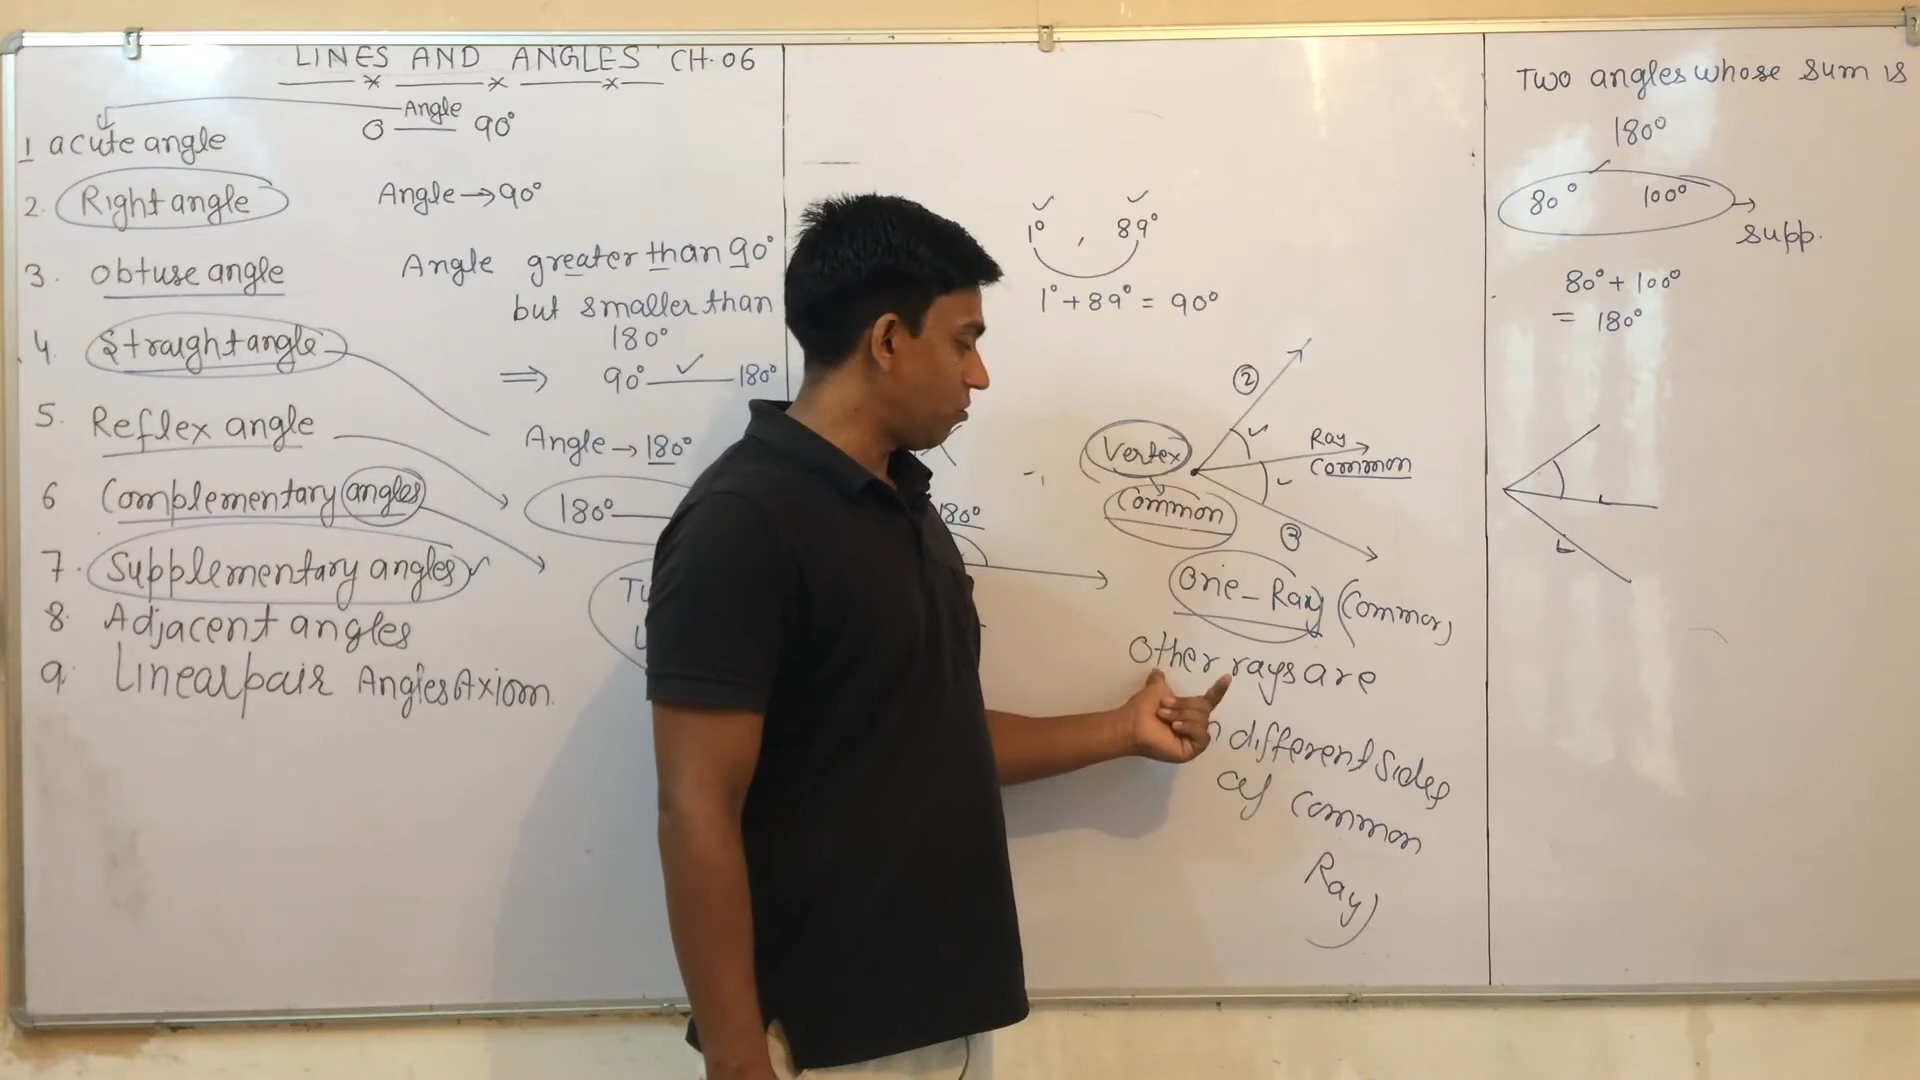 LINES AND ANGLES CH.06
1 acute angle
Angle
0 —— 90°
2. Right angle
Angle → 90°
3. Obtuse angle
Angle greater than 90°
but smaller than
180°
⇒ 90° —— 180°
4. Straight angle
Angle → 180°
5. Reflex angle
180°——
6 Complementary angles
7. Supplementary angles
8. Adjacent angles
9. Linear pair Angles Axiom.
1° , 89°
1° + 89° = 90°
②
Vertex
Ray
Common
Common
③
180°
One - Ray (Common)
Other rays are
different sides
of common
Ray)
Two angles whose sum is
180°
80° 100° →
supp.
80° + 100°
= 180°